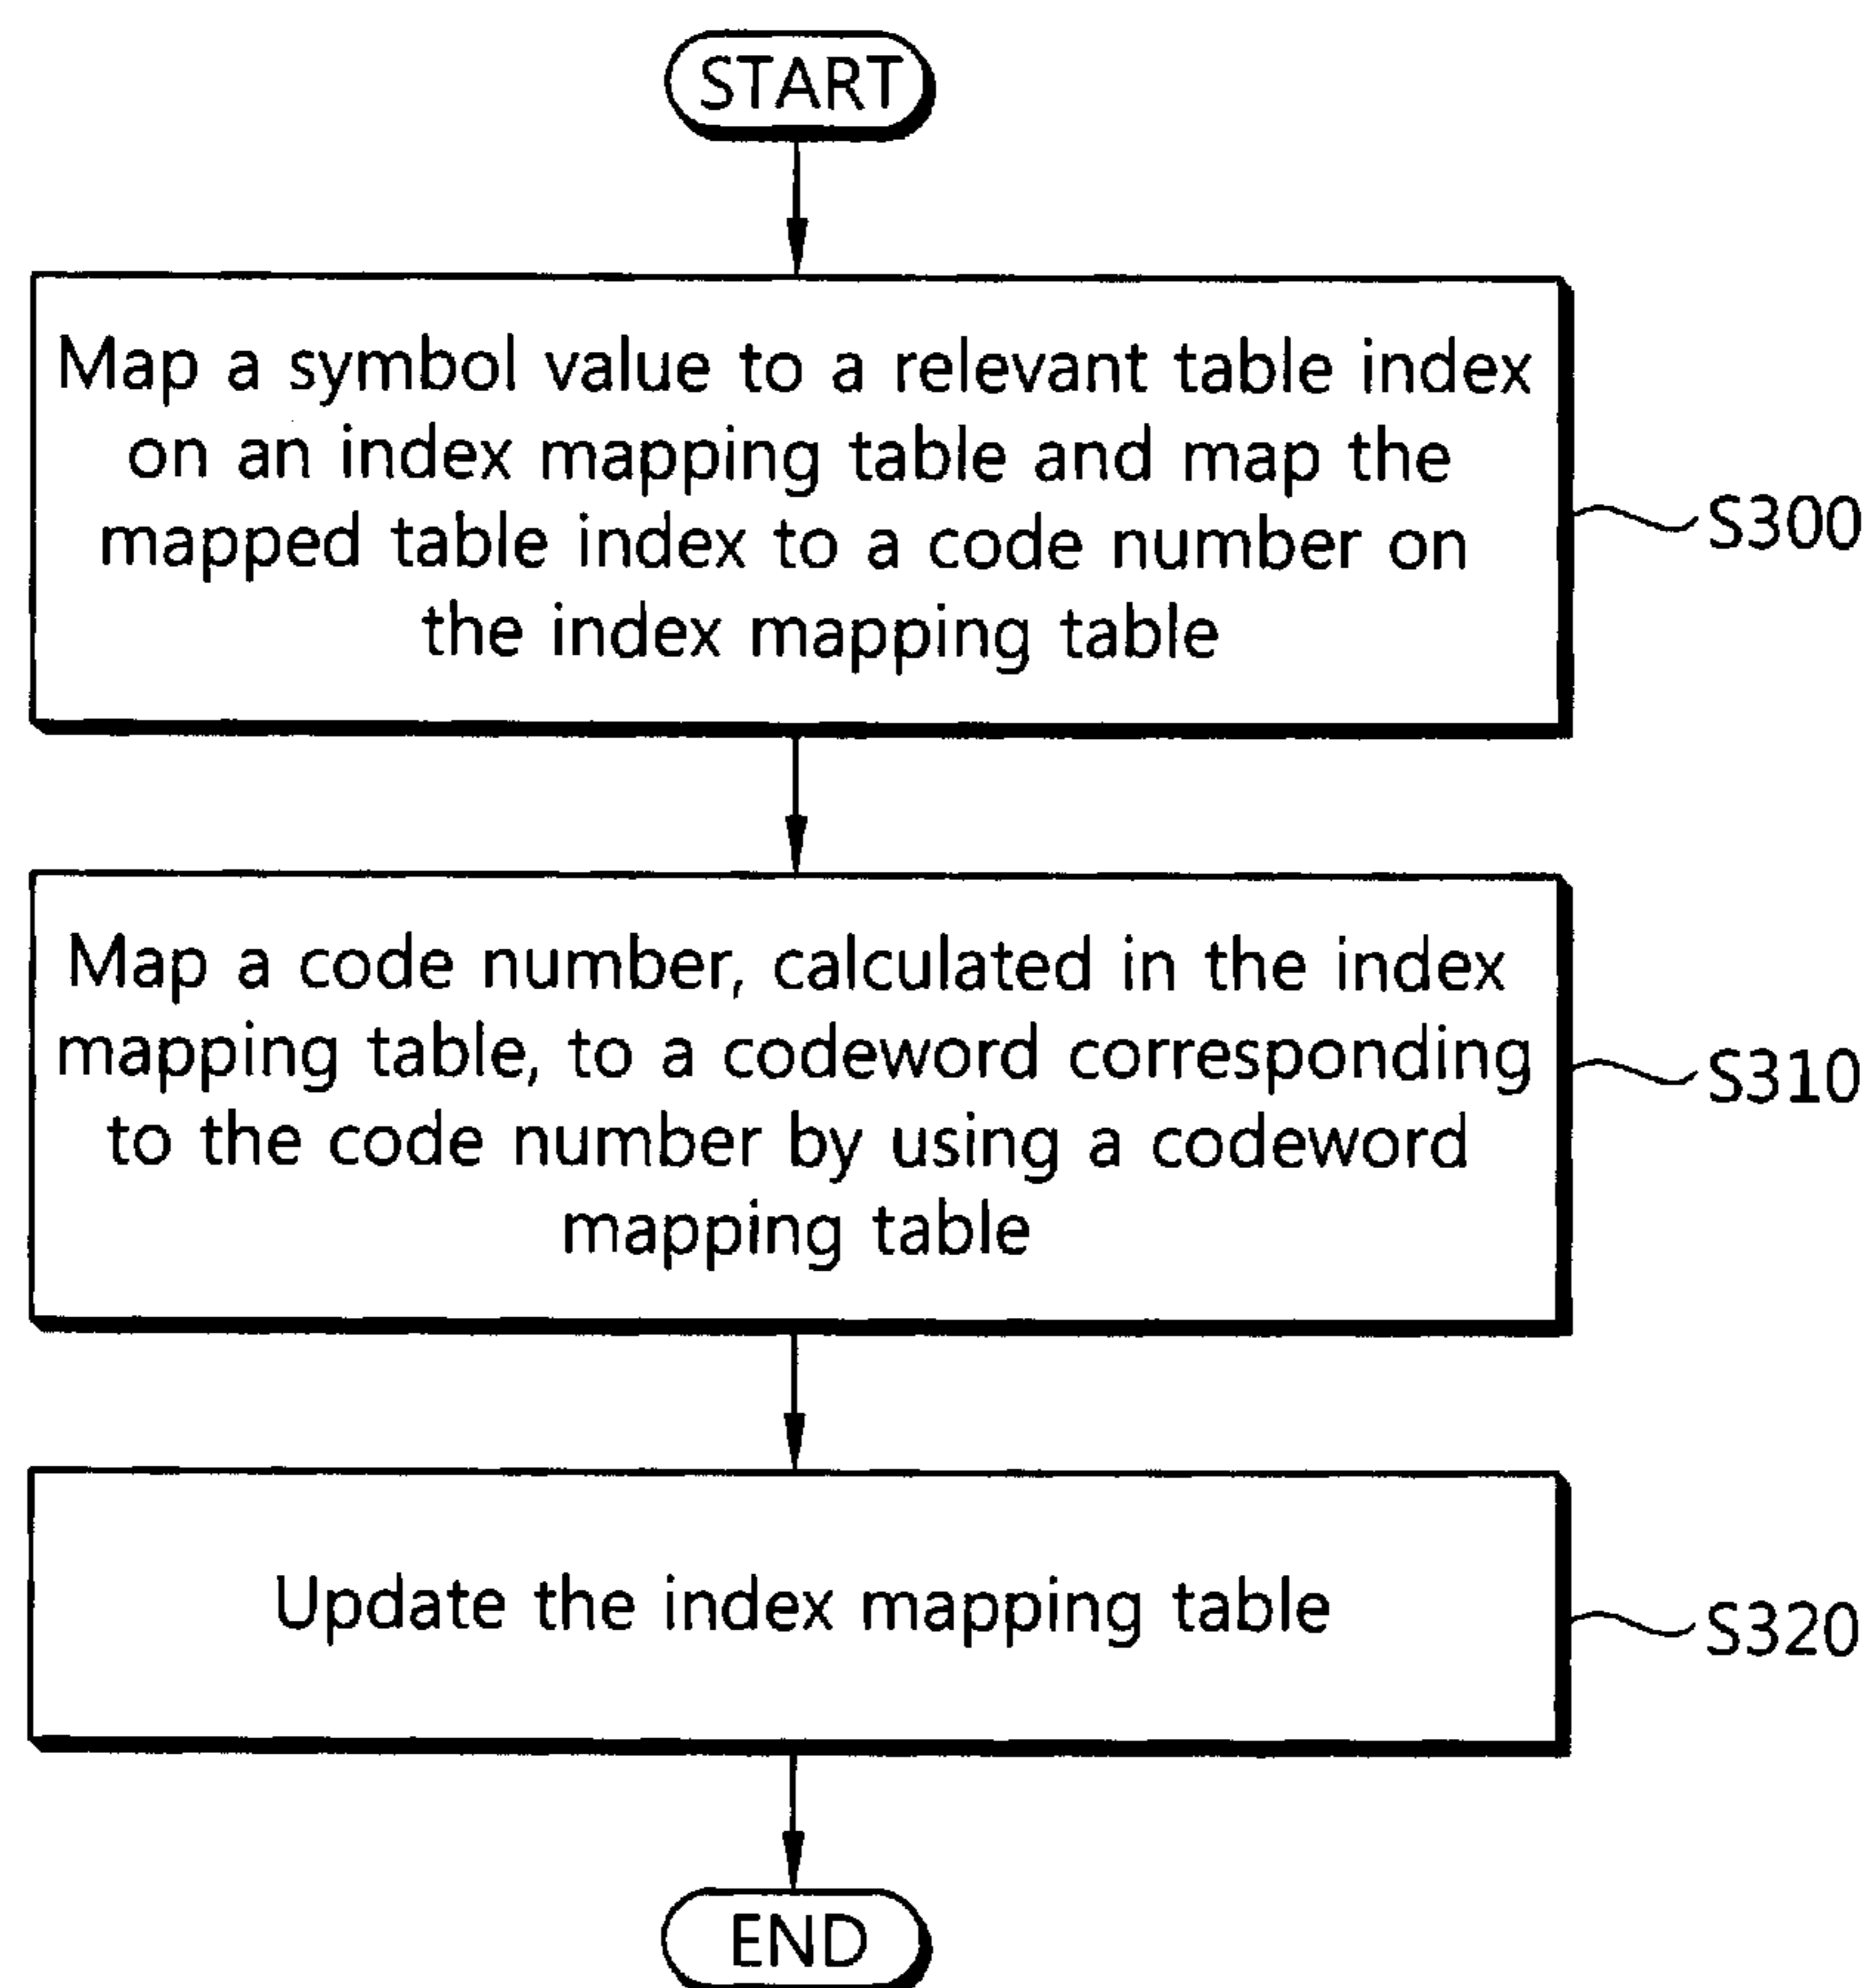 START
Map a symbol value to a relevant table index
on an index mapping table and map the
mapped table index to a code number on
the index mapping table
S300
Map a code number, calculated in the index
mapping table, to a codeword corresponding
to the code number by using a codeword
mapping table
S310
Update the index mapping table
S320
END